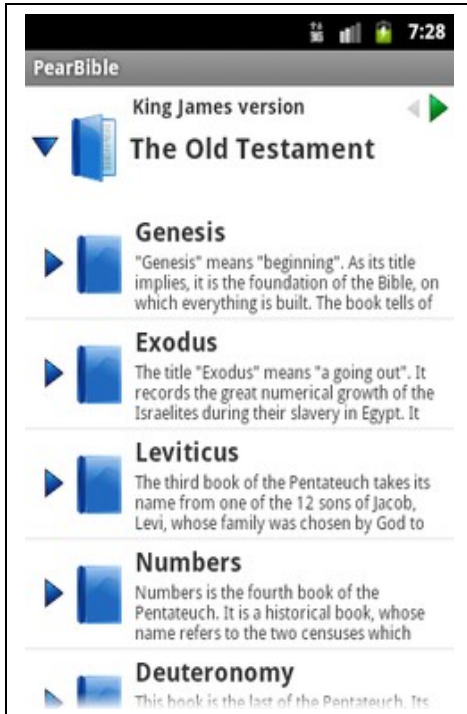 7:28
PearBible
King James version
The Old Testament
Genesis
"Genesis" means "beginning". As its title
implies, it is the foundation of the Bible, on
which everything is built. The book tells of
Exodus
The title "Exodus" means "a going out". It
records the great numerical growth of the
Israelites during their slavery in Egypt. It
Leviticus
The third book of the Pentateuch takes its
name from one of the 12 sons of Jacob,
Levi, whose family was chosen by God to
Numbers
Numbers is the fourth book of the
Pentateuch. It is a historical book, whose
name refers to the two censuses which
Deuteronomy
This book is the last of the Pentateuch. Its